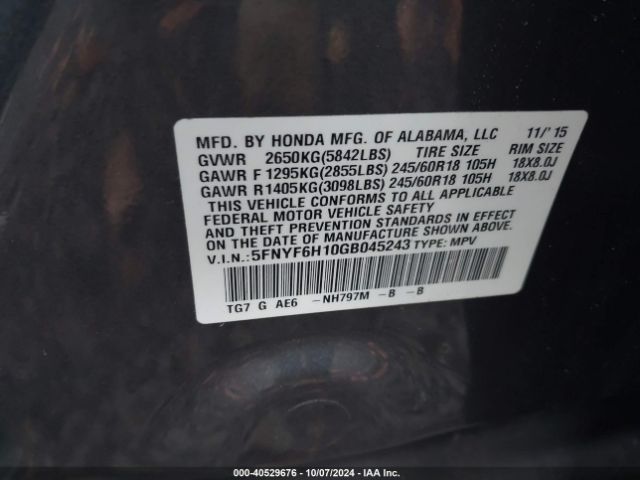 MFD. BY HONDA MFG. OF ALABAMA, LLC 11/'15
GVWR 2650KG(5842LBS) TIRE SIZE RIM SIZE
GAWR F 1295KG(2855LBS) 245/60R18 105H 18X8.0J
GAWR R 1405KG(3098LBS) 245/60R18 105H 18X8.0J
THIS VEHICLE CONFORMS TO ALL APPLICABLE
FEDERAL MOTOR VEHICLE SAFETY
AND THEFT PREVENTION STANDARDS IN EFFECT
ON THE DATE OF MANUFACTURE SHOWN ABOVE.
V.I.N.: 5FNYF6H10GB045243 TYPE: MPV
TG7 G AE6 -NH797M -B -B
000-40529676 - 10/07/2024 - IAA Inc.